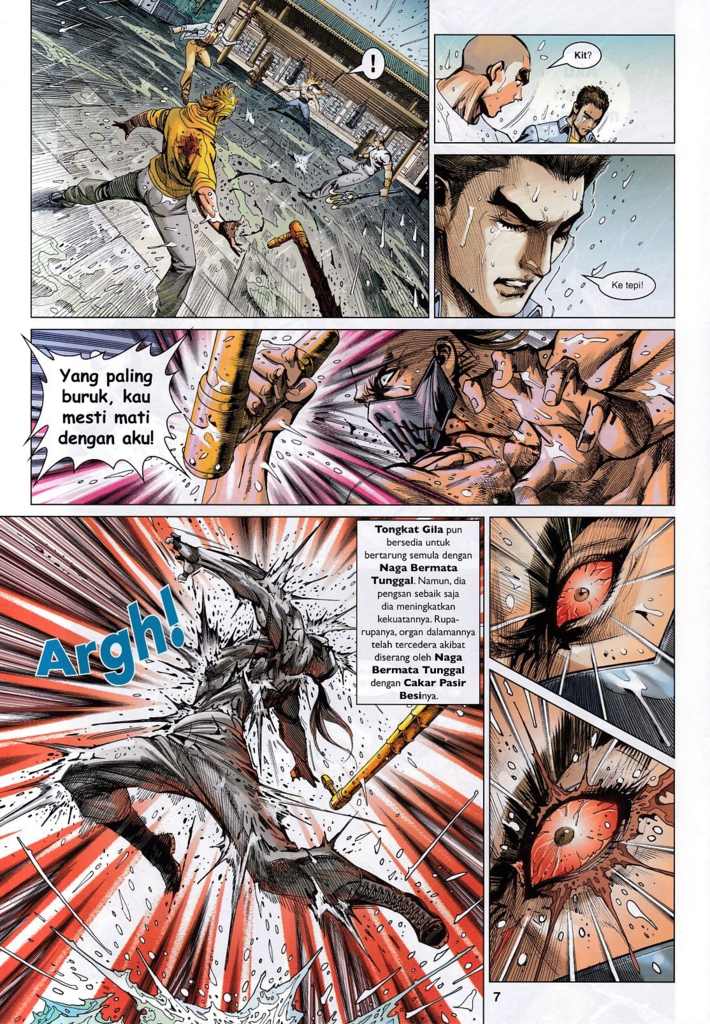 !
Kit?
Ke tepi!
Yang paling
buruk, kau
mesti mati
dengan aku!
Argh!
Tongkat Gila pun
bersedia untuk
bertarung semula dengan
Naga Bermata
Tunggal. Namun, dia
pengsan sebaik saja
dia meningkatkan
kekuatannya. Rupa-
rupanya, organ dalamannya
telah tercedera akibat
diserang oleh Naga
Bermata Tunggal
dengan Cakar Pasir
Besinya.
7